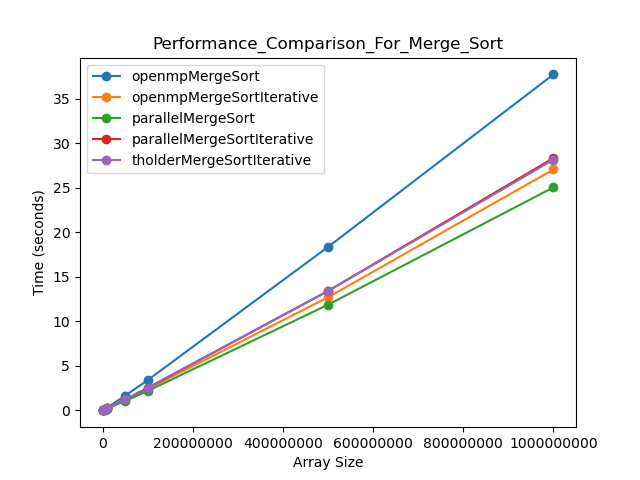 Performance_Comparison_For_Merge_Sort
openmpMergeSort
openmpMergeSortIterative
parallelMergeSort
parallelMergeSortIterative
tholderMergeSortIterative
35
30
25
20
15
10
5
0
Time (seconds)
0 200000000 400000000 600000000 800000000 1000000000
Array Size